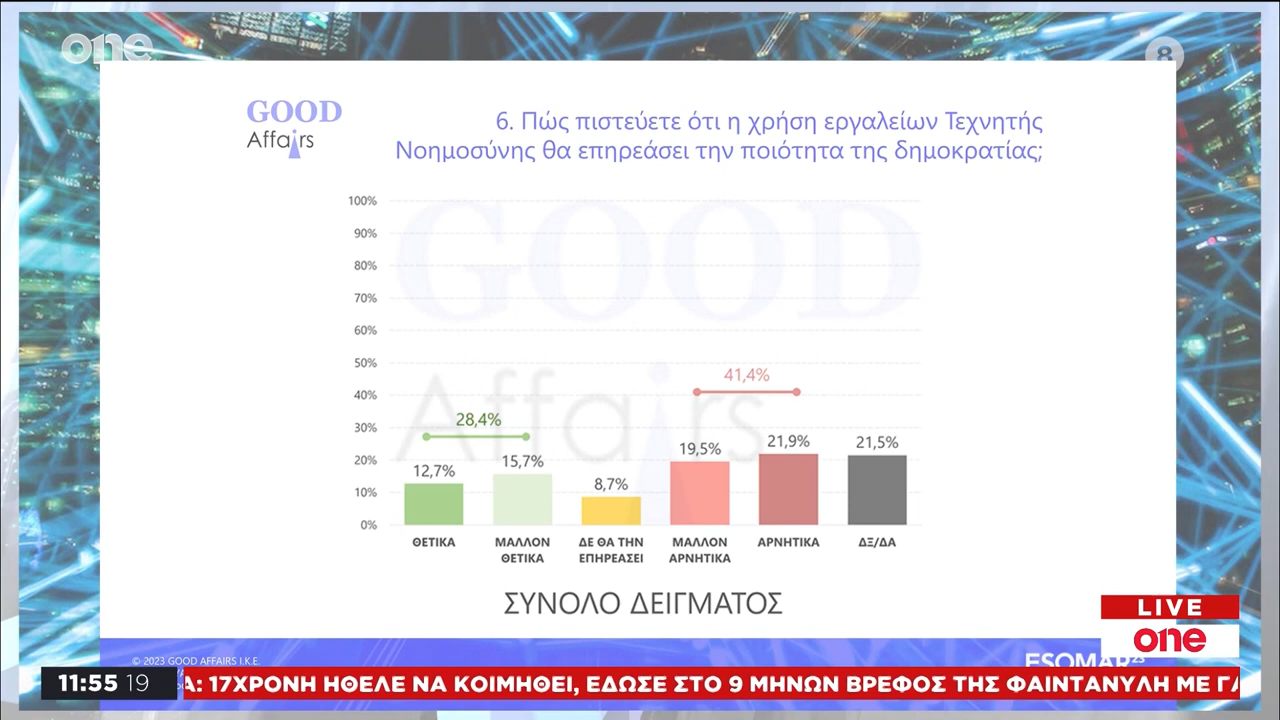 one
8
GOOD
Affairs
6. Πώς πιστεύετε ότι η χρήση εργαλείων Τεχνητής
Νοημοσύνης θα επηρεάσει την ποιότητα της δημοκρατίας;
GOOD
Affairs
100%
90%
80%
70%
60%
50%
40%
30%
20%
10%
0%
28,4%
41,4%
12,7%
15,7%
8,7%
19,5%
21,9%
21,5%
ΘΕΤΙΚΑ
ΜΑΛΛΟΝ
ΘΕΤΙΚΑ
ΔΕ ΘΑ ΤΗΝ
ΕΠΗΡΕΑΣΕΙ
ΜΑΛΛΟΝ
ΑΡΝΗΤΙΚΑ
ΑΡΝΗΤΙΚΑ
ΔΞ/ΔΑ
ΣΥΝΟΛΟ ΔΕΙΓΜΑΤΟΣ
LIVE
one
© 2023 GOOD AFFAIRS I.K.E.
ESOMAR23
11:55 19
Α: 17ΧΡΟΝΗ ΗΘΕΛΕ ΝΑ ΚΟΙΜΗΘΕΙ, ΕΔΩΣΕ ΣΤΟ 9 ΜΗΝΩΝ ΒΡΕΦΟΣ ΤΗΣ ΦΑΙΝΤΑΝΥΛΗ ΜΕ ΓΑ